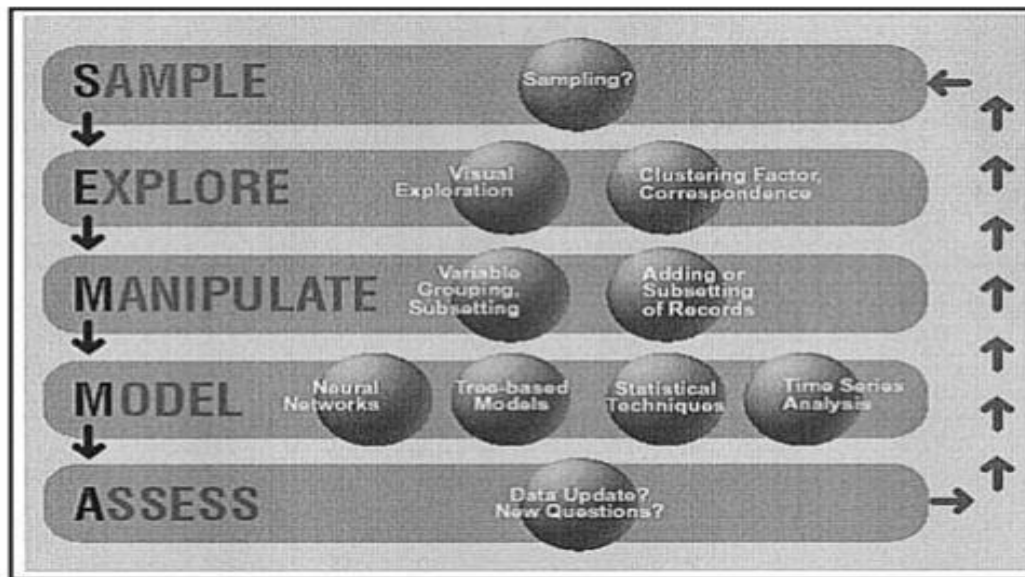 SAMPLE
Sampling?
EXPLORE
Visual
Exploration
Clustering Factor,
Correspondence
MANIPULATE
Variable
Grouping,
Subsetting
Adding or
Subsetting
of Records
MODEL
Neural
Networks
Tree-based
Models
Statistical
Techniques
Time Series
Analysis
ASSESS
Data Update?
New Questions?